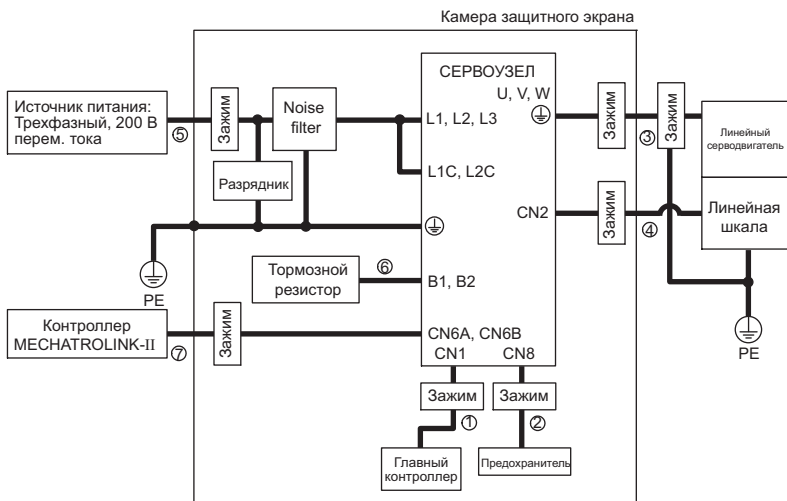 Камера защитного экрана
СЕРВОУЗЕЛ
U, V, W
Источник питания:
Трехфазный, 200 В
перем. тока
⑤
Зажим
Noise
filter
L1, L2, L3
Зажим
③
Зажим
Линейный
серводвигатель
Разрядник
L1C, L2C
CN2
Зажим
④
Линейная
шкала
PE
Тормозной
резистор
⑥
B1, B2
Контроллер
MECHATROLINK-II
⑦
Зажим
CN6A, CN6B
PE
CN1
CN8
Зажим
Зажим
①
②
Главный
контроллер
Предохранитель